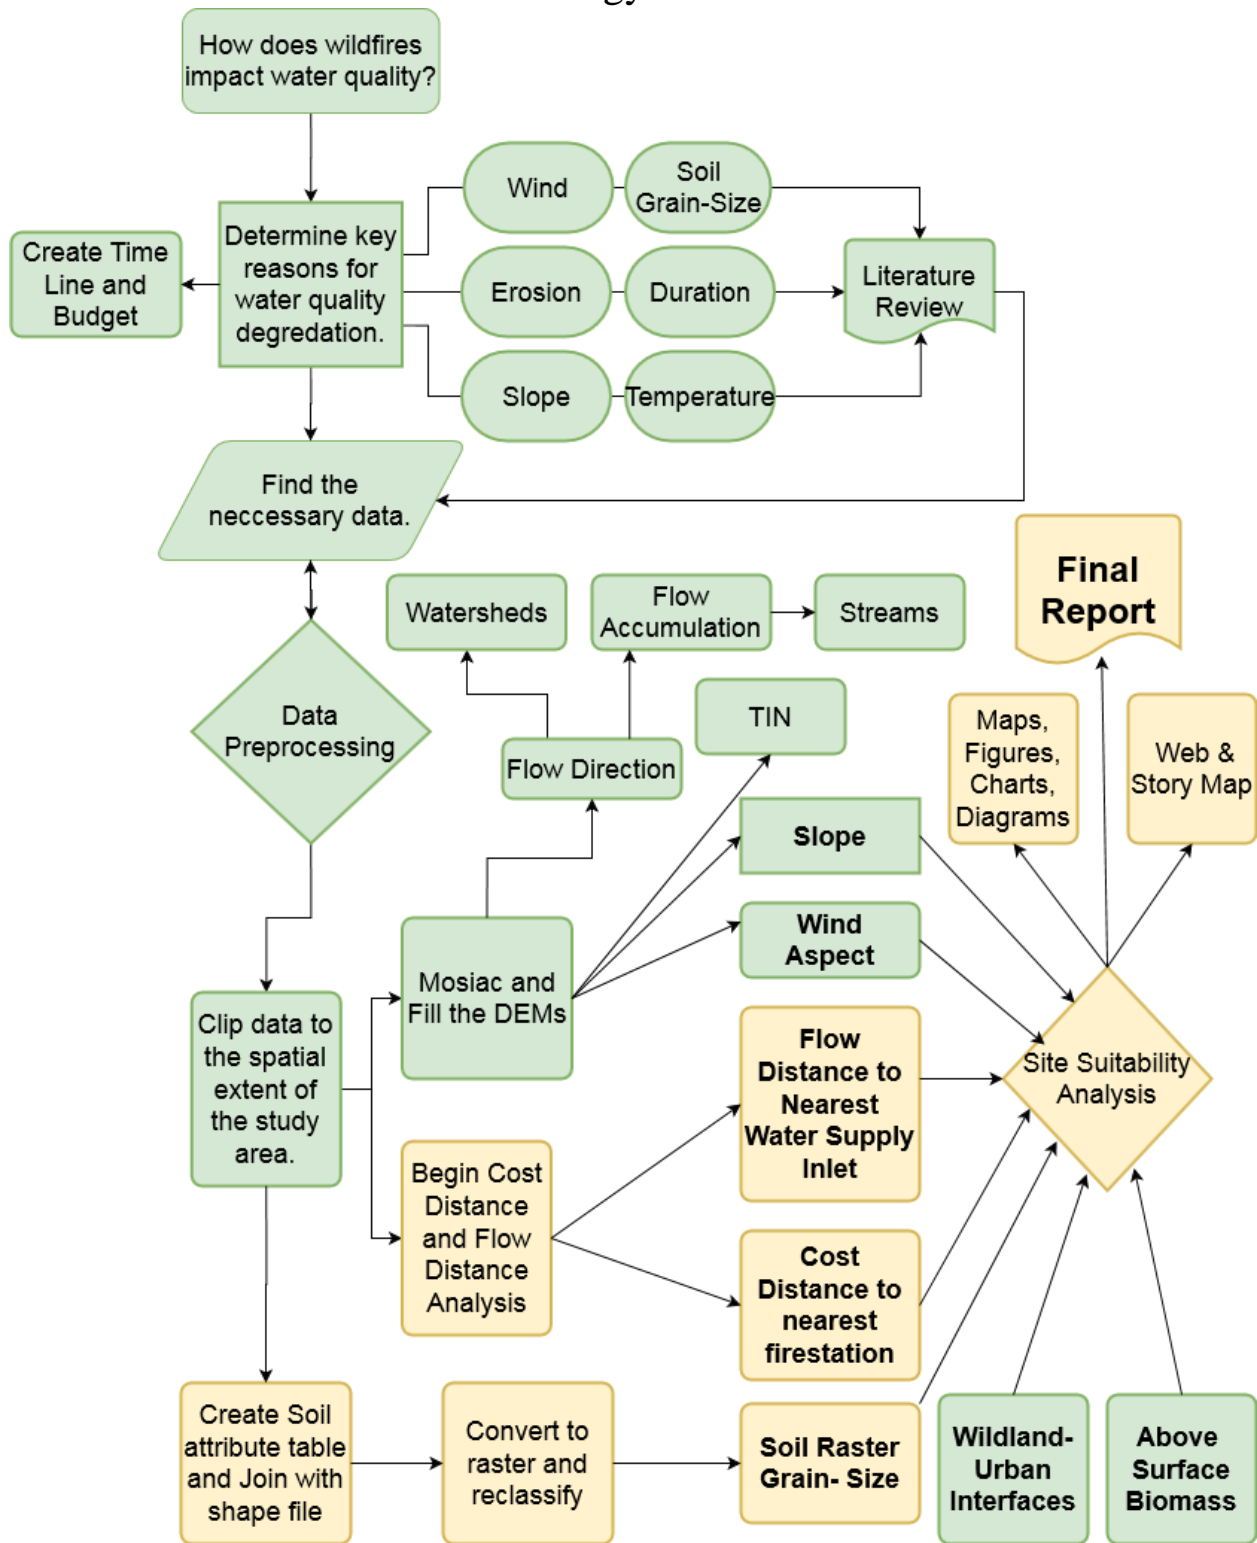 gy
How does wildfires
impact water quality?
Wind
Soil
Grain-Size
Determine key
reasons for
water quality
degredation.
Create Time
Line and
Budget
Erosion
Duration
Literature
Review
Slope
Temperature
Find the
neccessary data.
Final
Report
Watersheds
Flow
Accumulation
Streams
Data
Preprocessing
TIN
Flow Direction
Maps,
Figures,
Charts,
Diagrams
Web &
Story Map
Slope
Wind
Aspect
Mosiac and
Fill the DEMs
Clip data to
the spatial
extent of
the study
area.
Flow
Distance to
Nearest
Water Supply
Inlet
Site Suitability
Analysis
Begin Cost
Distance
and Flow
Distance
Analysis
Cost
Distance to
nearest
firestation
Create Soil
attribute table
and Join with
shape file
Convert to
raster and
reclassify
Soil Raster
Grain- Size
Wildland-
Urban
Interfaces
Above
Surface
Biomass